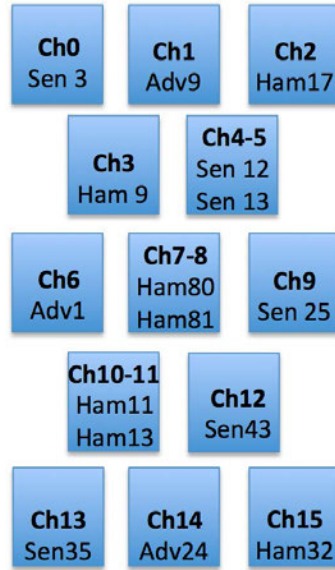 Ch0
Sen 3
Ch1
Adv9
Ch2
Ham17
Ch3
Ham 9
Ch4-5
Sen 12
Sen 13
Ch6
Adv1
Ch7-8
Ham80
Ham81
Ch9
Sen 25
Ch10-11
Ham11
Ham13
Ch12
Sen43
Ch13
Sen35
Ch14
Adv24
Ch15
Ham32